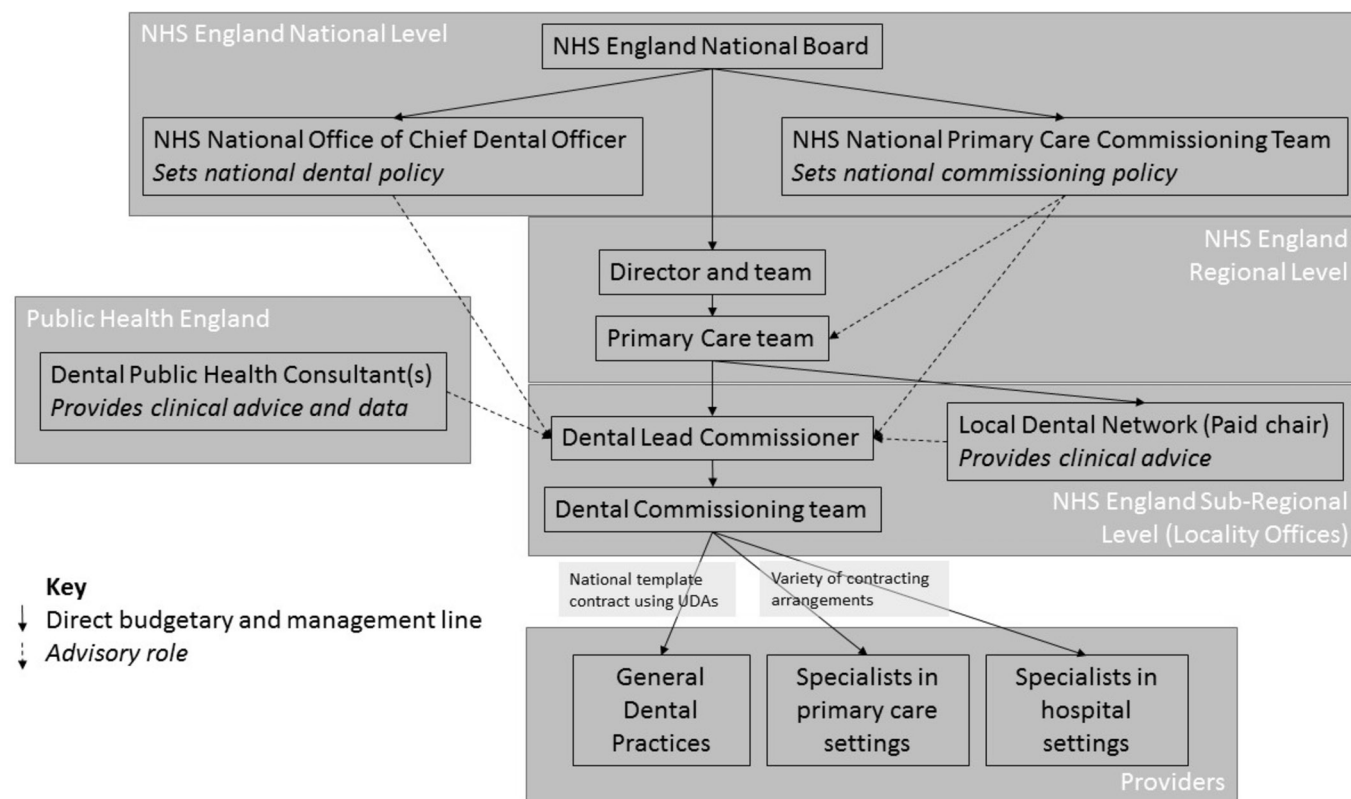 NHS England National Level
NHS England National Board
NHS National Office of Chief Dental Officer
Sets national dental policy
NHS National Primary Care Commissioning Team
Sets national commissioning policy
NHS England
Regional Level
Director and team
Primary Care team
Public Health England
Dental Public Health Consultant(s)
Provides clinical advice and data
Dental Lead Commissioner
Local Dental Network (Paid chair)
Provides clinical advice
Dental Commissioning team
NHS England Sub-Regional
Level (Locality Offices)
Key
Direct budgetary and management line
Advisory role
National template
contract using UDAs
Variety of contracting
arrangements
General
Dental
Practices
Specialists in
primary care
settings
Specialists in
hospital
settings
Providers